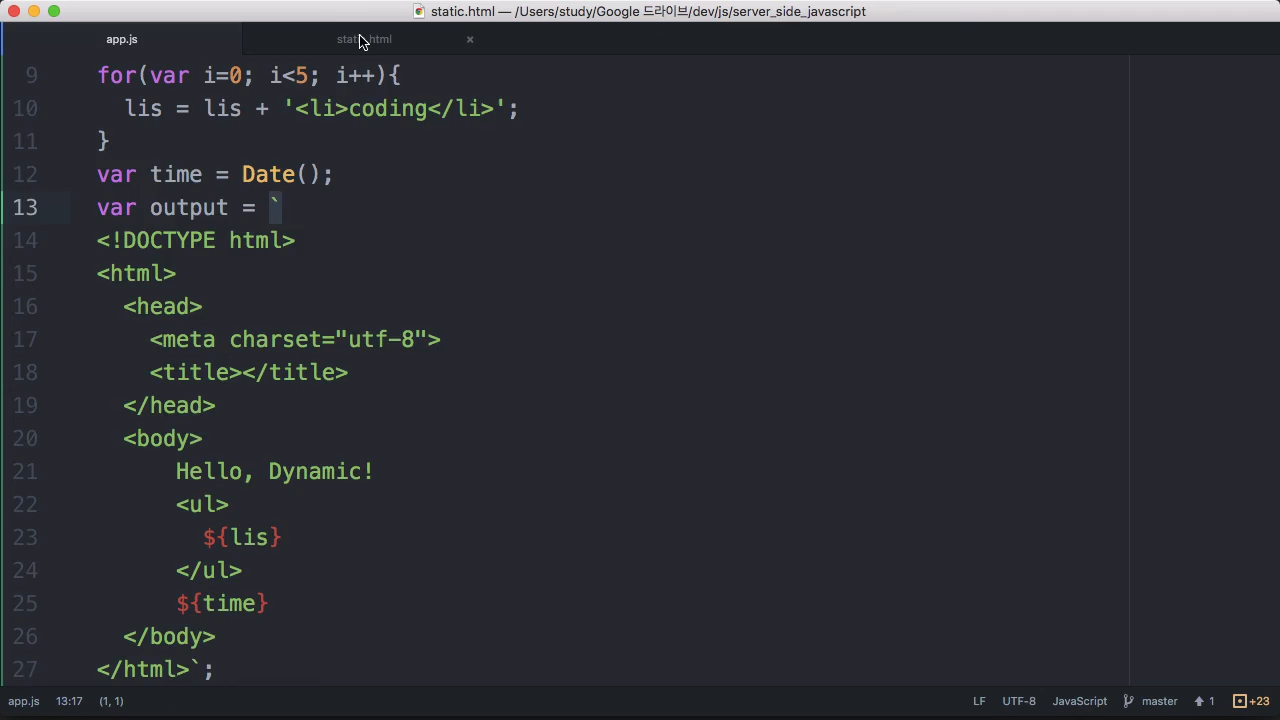 static.html — /Users/study/Google 드라이브/dev/js/server_side_javascript
app.js
static.html
9 for(var i=0; i<5; i++){
10 lis = lis + '<li>coding</li>';
11 }
12 var time = Date();
13 var output = `
14 <!DOCTYPE html>
15 <html>
16 <head>
17 <meta charset="utf-8">
18 <title></title>
19 </head>
20 <body>
21 Hello, Dynamic!
22 <ul>
23 ${lis}
24 </ul>
25 ${time}
26 </body>
27 </html>`;
app.js 13:17 (1, 1) LF UTF-8 JavaScript master 1 +23